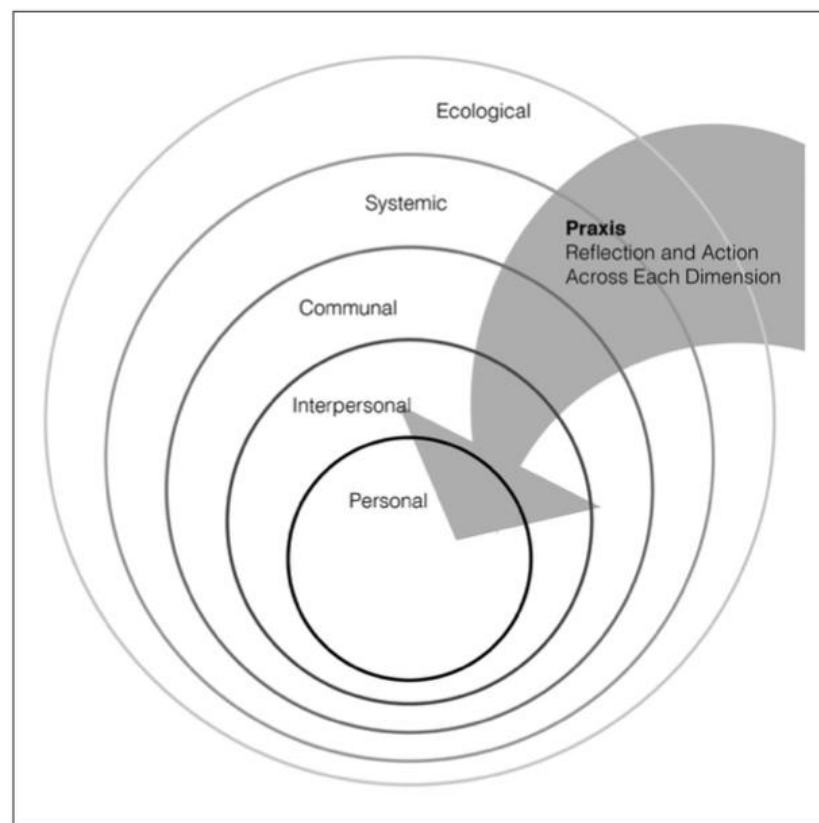 Ecological
Systemic
Praxis
Reflection and Action
Across Each Dimension
Communal
Interpersonal
Personal